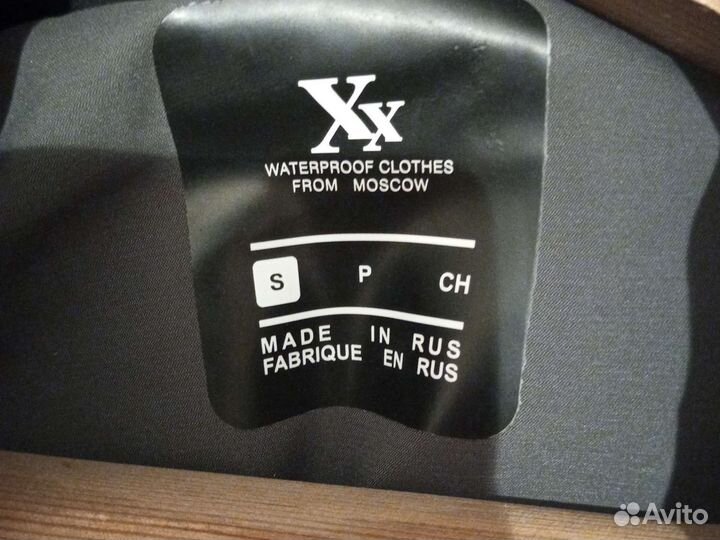 Xx
WATERPROOF CLOTHES
FROM MOSCOW
S P CH
MADE IN RUS
FABRIQUE EN RUS
Avito